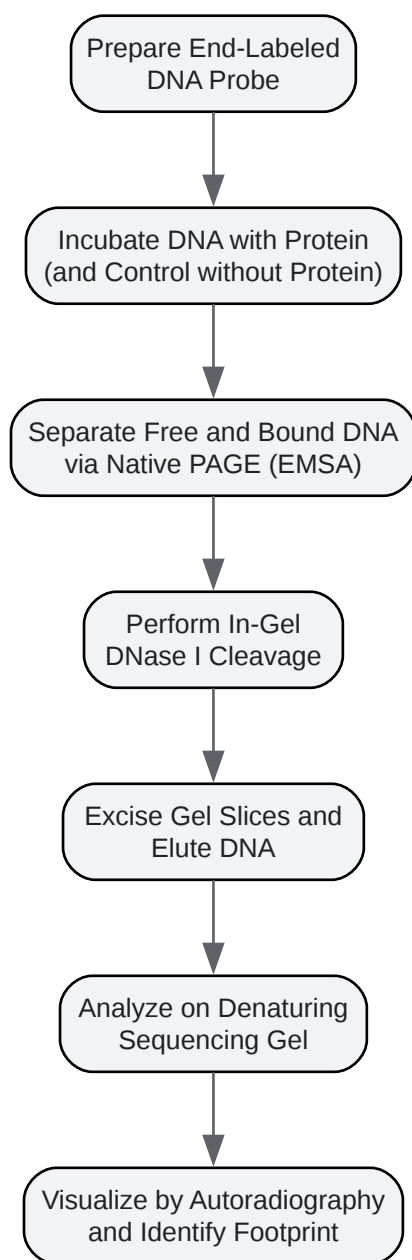 Prepare End-Labeled
DNA Probe
Incubate DNA with Protein
(and Control without Protein)
Separate Free and Bound DNA
via Native PAGE (EMSA)
Perform In-Gel
DNase I Cleavage
Excise Gel Slices and
Elute DNA
Analyze on Denaturing
Sequencing Gel
Visualize by Autoradiography
and Identify Footprint